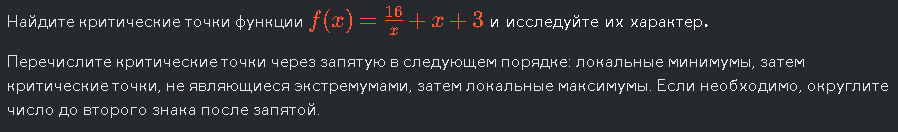 Найдите критические точки функции f(x) = 16/x + x + 3 и исследуйте их характер.
Перечислите критические точки через запятую в следующем порядке: локальные минимумы, затем
критические точки, не являющиеся экстремумами, затем локальные максимумы. Если необходимо, округлите
число до второго знака после запятой.